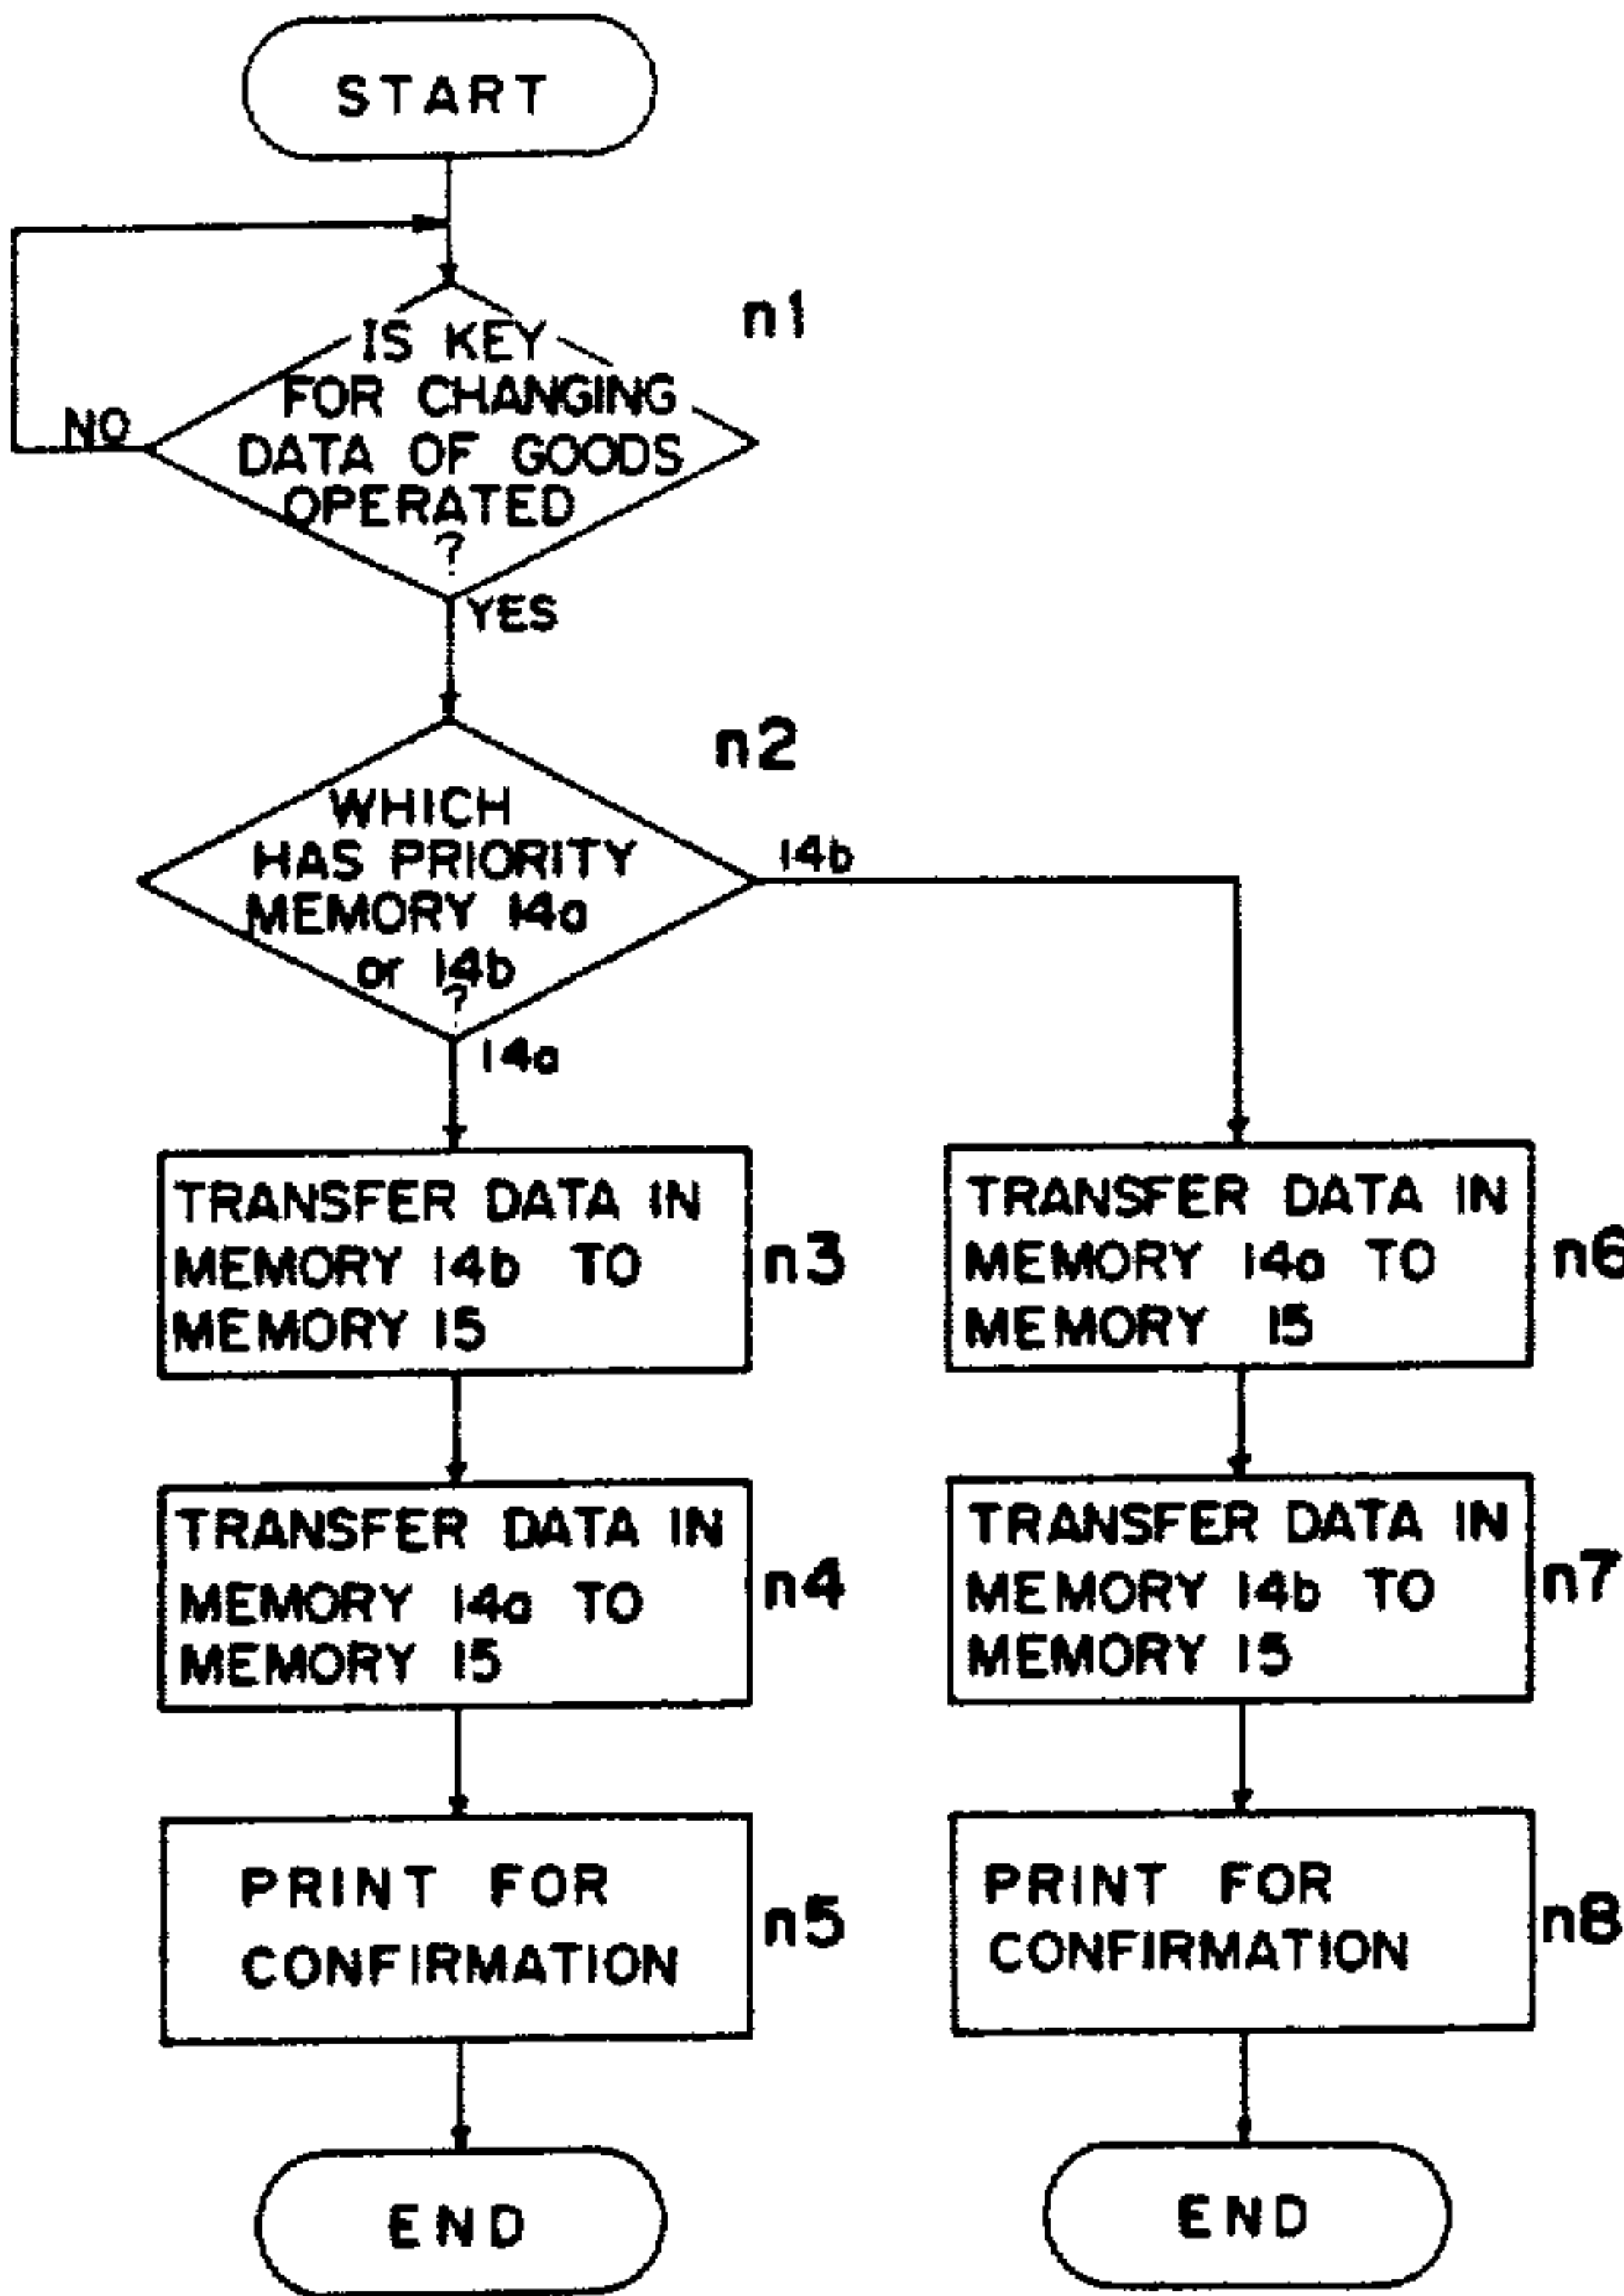 START
n1
IS KEY
FOR CHANGING
DATA OF GOODS
OPERATED
?
NO
YES
n2
WHICH
HAS PRIORITY
MEMORY 14a
or 14b
?
14b
14a
TRANSFER DATA IN
MEMORY 14b TO
MEMORY 15
n3
TRANSFER DATA IN
MEMORY 14a TO
MEMORY 15
n6
TRANSFER DATA IN
MEMORY 14a TO
MEMORY 15
n4
TRANSFER DATA IN
MEMORY 14b TO
MEMORY 15
n7
PRINT FOR
CONFIRMATION
n5
PRINT FOR
CONFIRMATION
n8
END
END